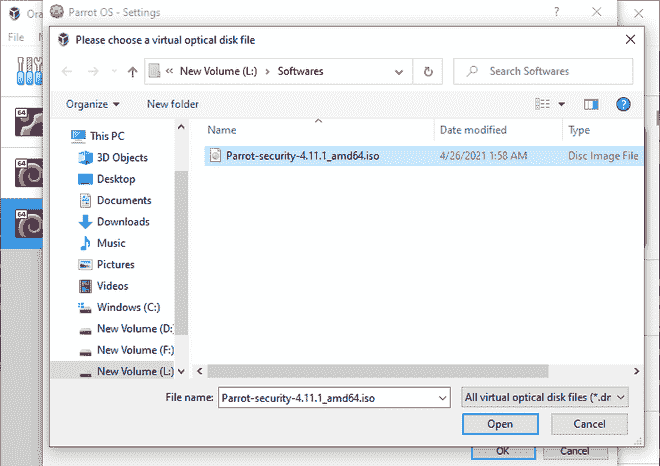 Ora
Parrot OS - Settings
File
Please choose a virtual optical disk file
New Volume (L:) Softwares
Search Softwares
Organize New folder
This PC
3D Objects
Desktop
Documents
Downloads
Music
Pictures
Videos
Windows (C:)
New Volume (D:
New Volume (F:)
New Volume (L:)
Name Date modified Type
Parrot-security-4.11.1_amd64.iso 4/26/2021 1:58 AM Disc Image File
64
64
64
File name: Parrot-security-4.11.1_amd64.iso All virtual optical disk files (*.dr
Open Cancel
OK Cancel